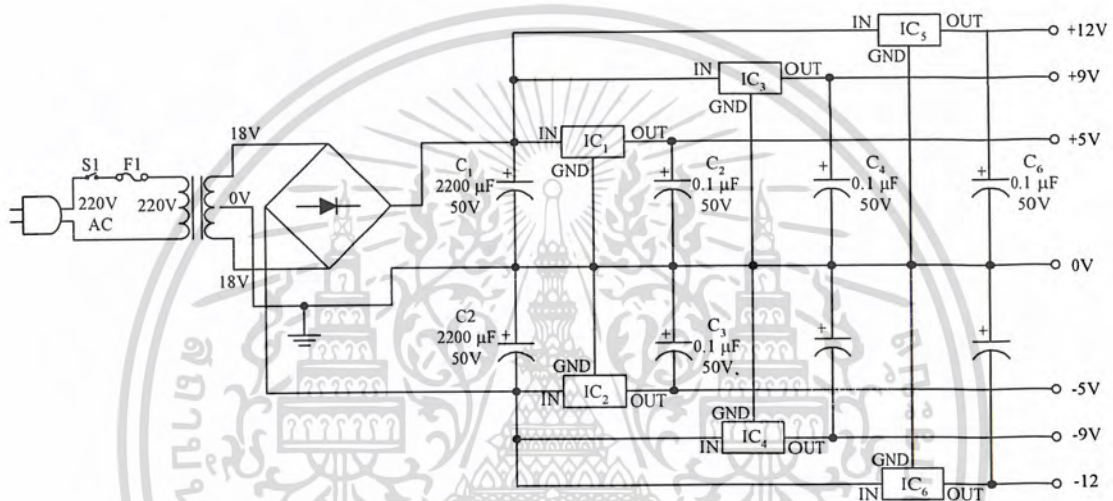 IN IC5 OUT +12V
GND
IN IC3 OUT +9V
GND
IN IC1 OUT +5V
GND
18V
S1 F1
0V
220V 220V
AC
18V
C1
2200 µF
50V
C2
0.1 µF
50V
C4
0.1 µF
50V
C6
0.1 µF
50V
0V
C2
2200 µF
50V
C3
0.1 µF
50V.
GND
IN IC2 OUT -5V
GND
IN IC4 OUT -9V
GND
IN IC6 OUT -12